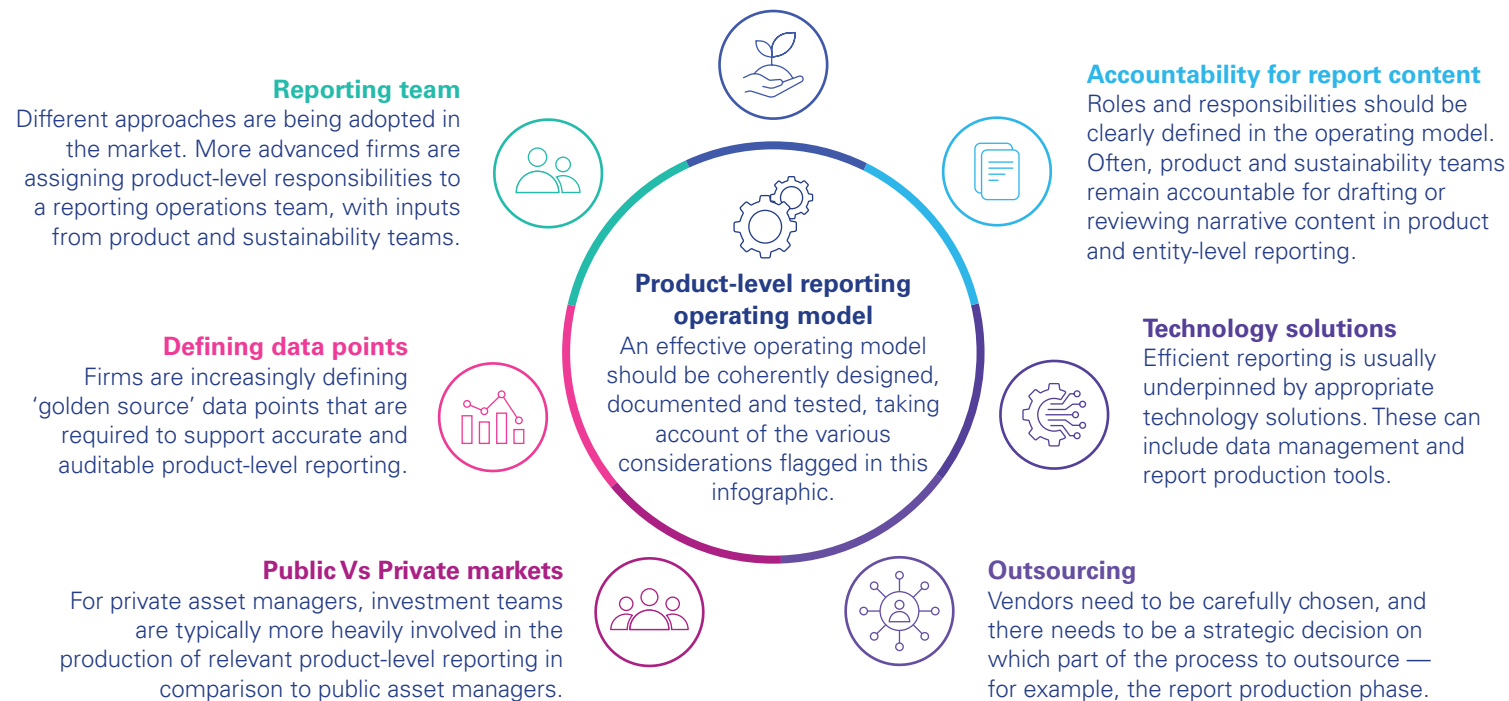 Reporting team
Different approaches are being adopted in
the market. More advanced firms are
assigning product-level responsibilities to
a reporting operations team, with inputs
from product and sustainability teams.
Accountability for report content
Roles and responsibilities should be
clearly defined in the operating model.
Often, product and sustainability teams
remain accountable for drafting or
reviewing narrative content in product
and entity-level reporting.
Product-level reporting
operating model
An effective operating model
should be coherently designed,
documented and tested, taking
account of the various
considerations flagged in this
infographic.
Defining data points
Firms are increasingly defining
‘golden source’ data points that are
required to support accurate and
auditable product-level reporting.
Technology solutions
Efficient reporting is usually
underpinned by appropriate
technology solutions. These can
include data management and
report production tools.
Public Vs Private markets
For private asset managers, investment teams
are typically more heavily involved in the
production of relevant product-level reporting in
comparison to public asset managers.
Outsourcing
Vendors need to be carefully chosen, and
there needs to be a strategic decision on
which part of the process to outsource —
for example, the report production phase.